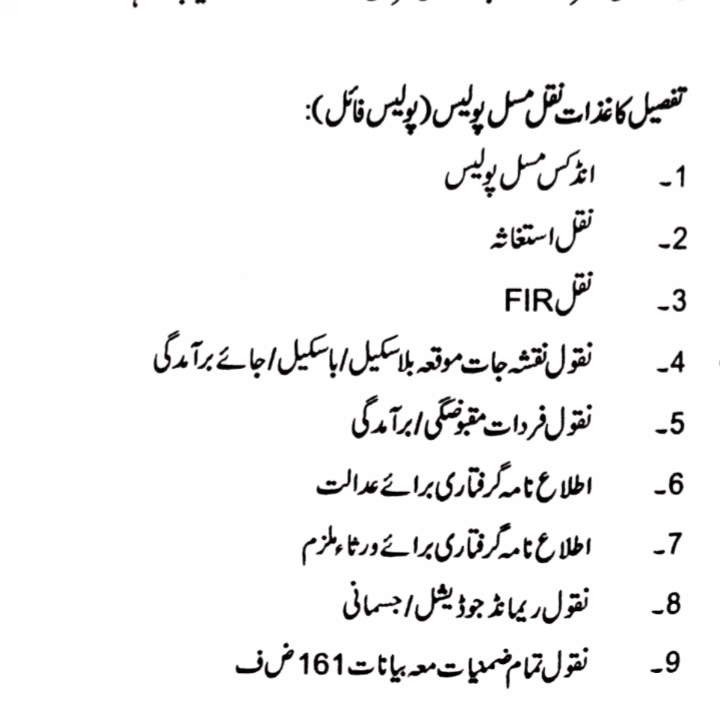 تفصیل کاغذات نقل مسل پولیس (پولیس فائل):
1۔ انڈکس مسل پولیس
2۔ نقل استغاثہ
3۔ نقل FIR
4۔ نقول نقشہ جات موقعہ بلا سکیل/باسکیل/جائے برآمدگی
5۔ نقول فردات مقبوضگی/برآمدگی
6۔ اطلاع نامہ گرفتاری برائے عدالت
7۔ اطلاع نامہ گرفتاری برائے ورثاء ملزم
8۔ نقول ریمانڈ جوڈیشل/جسمانی
9۔ نقول تمام ضمنیات معہ بیانات 161 ض ف